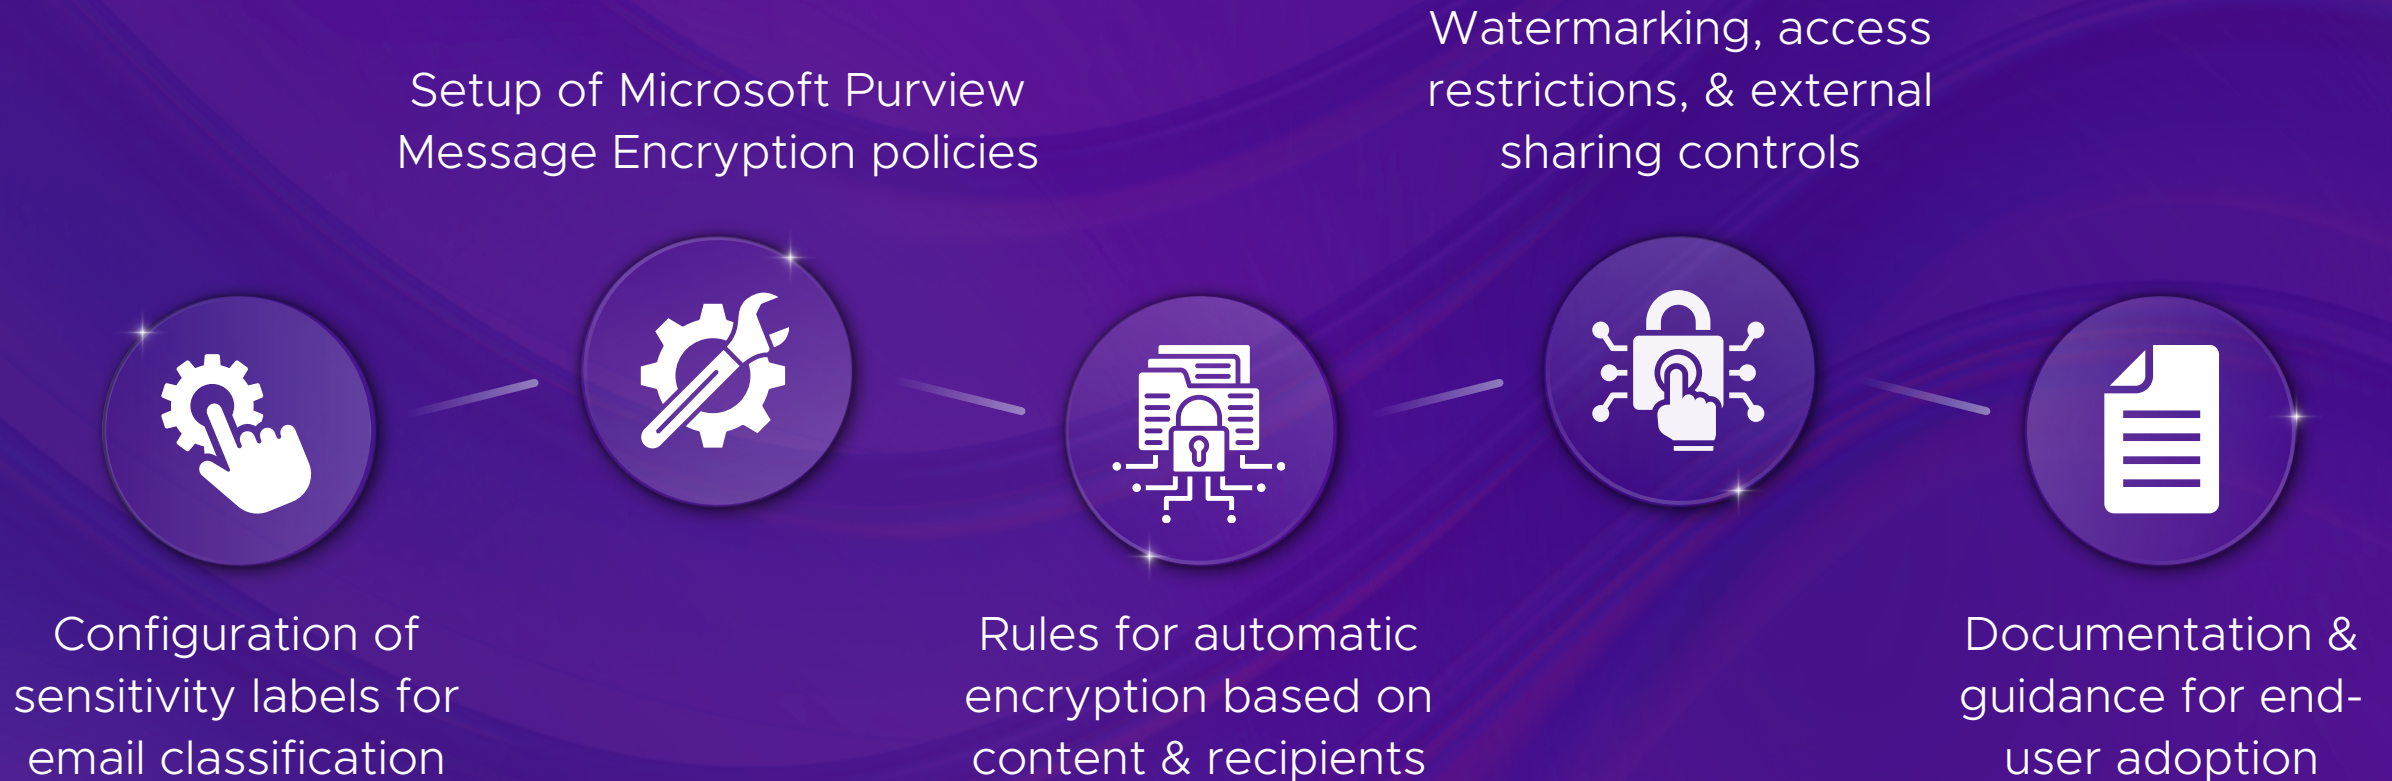 Configuration of
sensitivity labels for
email classification
Setup of Microsoft Purview
Message Encryption policies
Rules for automatic
encryption based on
content & recipients
Watermarking, access
restrictions, & external
sharing controls
Documentation &
guidance for end-
user adoption